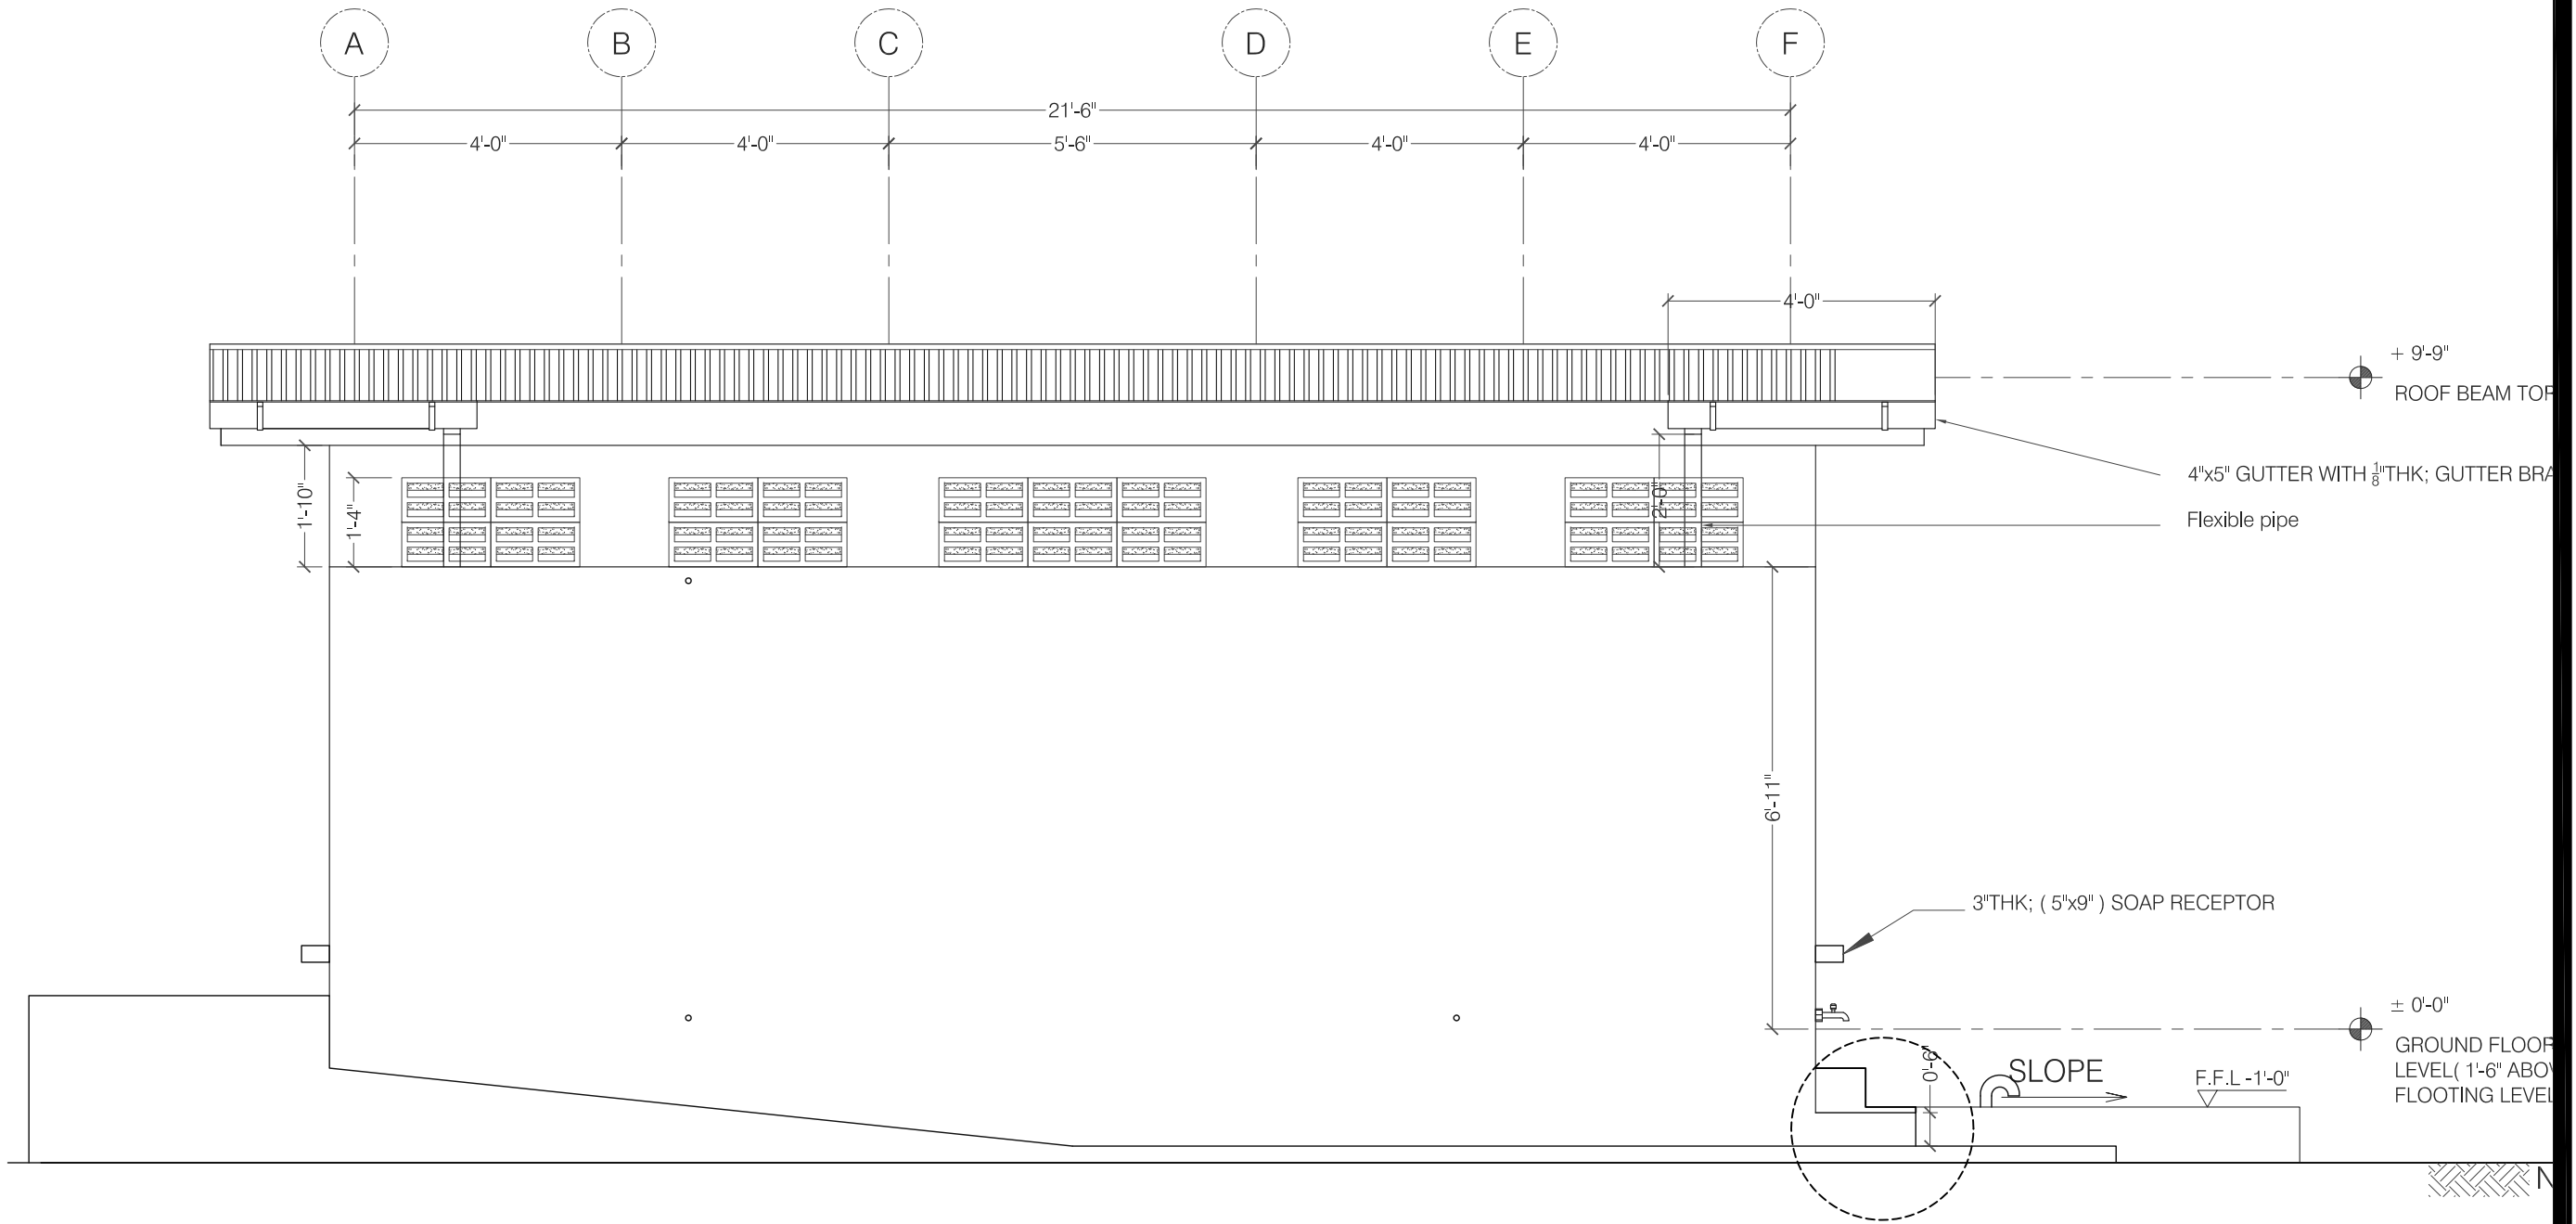 A B C D E F
21'-6"
4'-0" 4'-0" 5'-6" 4'-0" 4'-0"
4'-0"
+ 9'-9"
ROOF BEAM TOP
4"x5" GUTTER WITH 1/8"THK; GUTTER BRA
Flexible pipe
1'-10"
1'-4"
2'-0"
6'-11"
3"THK; ( 5"x9" ) SOAP RECEPTOR
± 0'-0"
GROUND FLOOR
LEVEL( 1'-6" ABOV
FLOOTING LEVEL
0'-6"
SLOPE
F.F.L -1'-0"
N